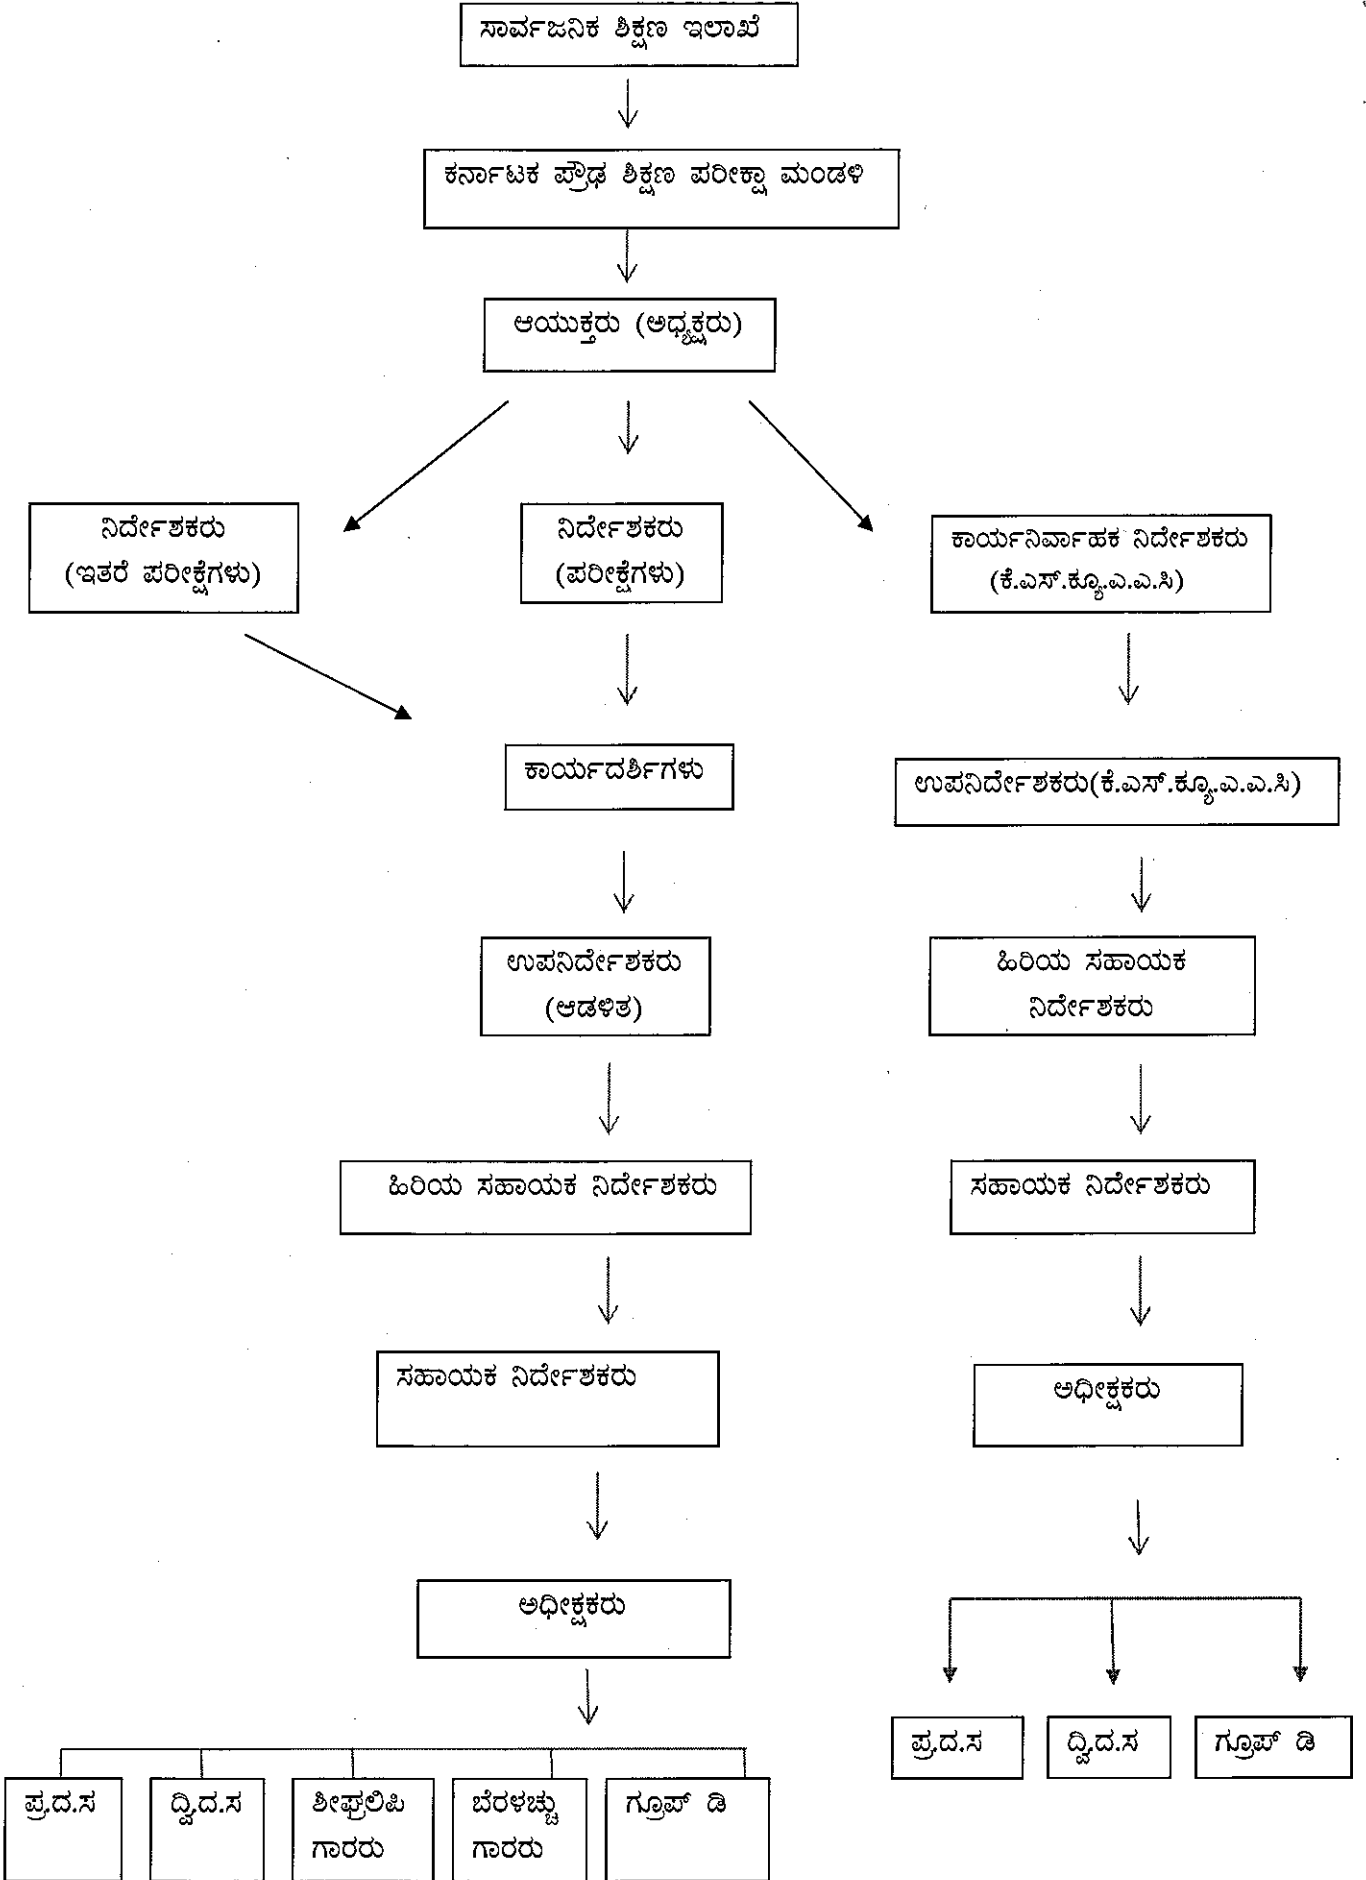 ಸಾರ್ವಜನಿಕ ಶಿಕ್ಷಣ ಇಲಾಖೆ
ಕರ್ನಾಟಕ ಪ್ರೌಢ ಶಿಕ್ಷಣ ಪರೀಕ್ಷಾ ಮಂಡಳಿ
ಆಯುಕ್ತರು (ಅಧ್ಯಕ್ಷರು)
ನಿರ್ದೇಶಕರು
(ಇತರೆ ಪರೀಕ್ಷೆಗಳು)
ನಿರ್ದೇಶಕರು
(ಪರೀಕ್ಷೆಗಳು)
ಕಾರ್ಯನಿರ್ವಾಹಕ ನಿರ್ದೇಶಕರು
(ಕೆ.ಎಸ್.ಕ್ಯೂ.ಎ.ಎ.ಸಿ)
ಕಾರ್ಯದರ್ಶಿಗಳು
ಉಪನಿರ್ದೇಶಕರು(ಕೆ.ಎಸ್.ಕ್ಯೂ.ಎ.ಎ.ಸಿ)
ಉಪನಿರ್ದೇಶಕರು
(ಆಡಳಿತ)
ಹಿರಿಯ ಸಹಾಯಕ
ನಿರ್ದೇಶಕರು
ಹಿರಿಯ ಸಹಾಯಕ ನಿರ್ದೇಶಕರು
ಸಹಾಯಕ ನಿರ್ದೇಶಕರು
ಸಹಾಯಕ ನಿರ್ದೇಶಕರು
ಅಧೀಕ್ಷಕರು
ಅಧೀಕ್ಷಕರು
ಪ್ರ.ದ.ಸ
ದ್ವಿ.ದ.ಸ
ಗ್ರೂಪ್ ಡಿ
ಪ್ರ.ದ.ಸ
ದ್ವಿ.ದ.ಸ
ಶೀಘ್ರಲಿಪಿ
ಗಾರರು
ಬೆರಳಚ್ಚು
ಗಾರರು
ಗ್ರೂಪ್ ಡಿ